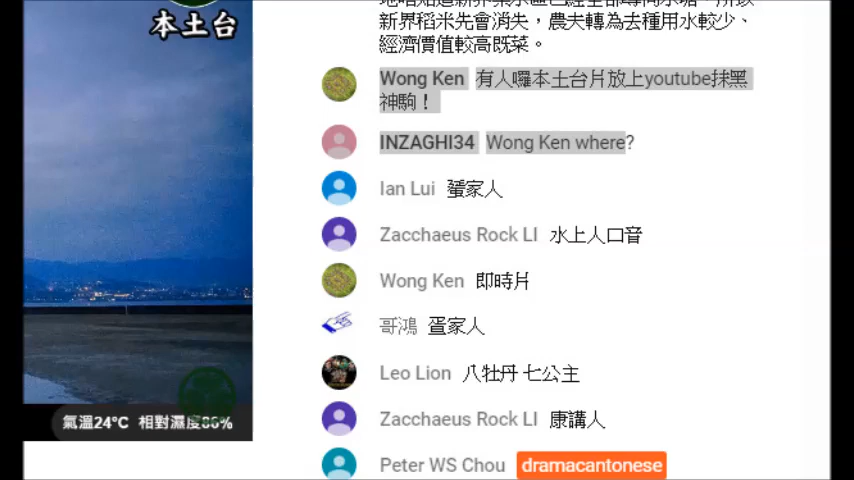 本土台
新界稻米先會消失，農夫轉為去種用水較少、
經濟價值較高既菜。
Wong Ken 有人囉本土台片放上youtube抹黑
神駒！
INZAGHI34 Wong Ken where?
Ian Lui 蜑家人
Zacchaeus Rock LI 水上人口音
Wong Ken 即時片
哥鴻 疍家人
Leo Lion 八牡丹 七公主
Zacchaeus Rock LI 康講人
Peter WS Chou dramacantonese
氣溫24°C 相對濕度86%